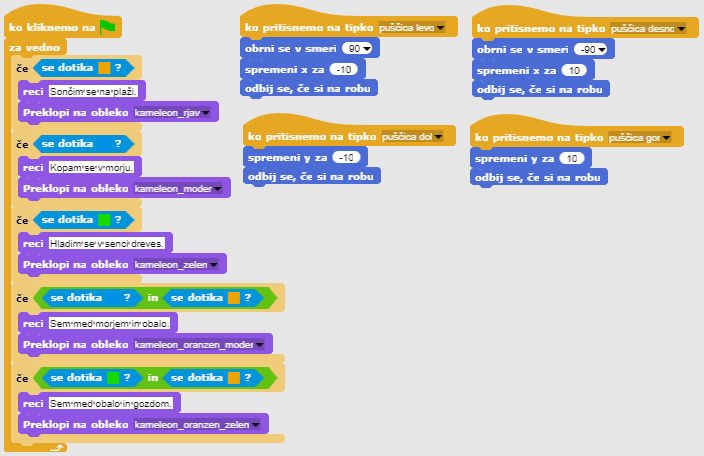 ko kliknemo na
za vedno
če se dotika ?
reci Sončim se na plaži.
Preklopi na obleko kameleon_rjav
če se dotika ?
reci Kopam se v morju.
Preklopi na obleko kameleon_moder
če se dotika ?
reci Hladim se v senci dreves.
Preklopi na obleko kameleon_zelen
če se dotika ? in se dotika ?
reci Sem med morjem in obalo.
Preklopi na obleko kameleon_oranzen_moder
če se dotika ? in se dotika ?
reci Sem med obalo in gozdom.
Preklopi na obleko kameleon_oranzen_zelen
ko pritisnemo na tipko puščica levo
obrni se v smeri 90
spremeni x za -10
odbij se, če si na robu
ko pritisnemo na tipko puščica desno
obrni se v smeri -90
spremeni x za 10
odbij se, če si na robu
ko pritisnemo na tipko puščica dol
spremeni y za -10
odbij se, če si na robu
ko pritisnemo na tipko puščica gor
spremeni y za 10
odbij se, če si na robu